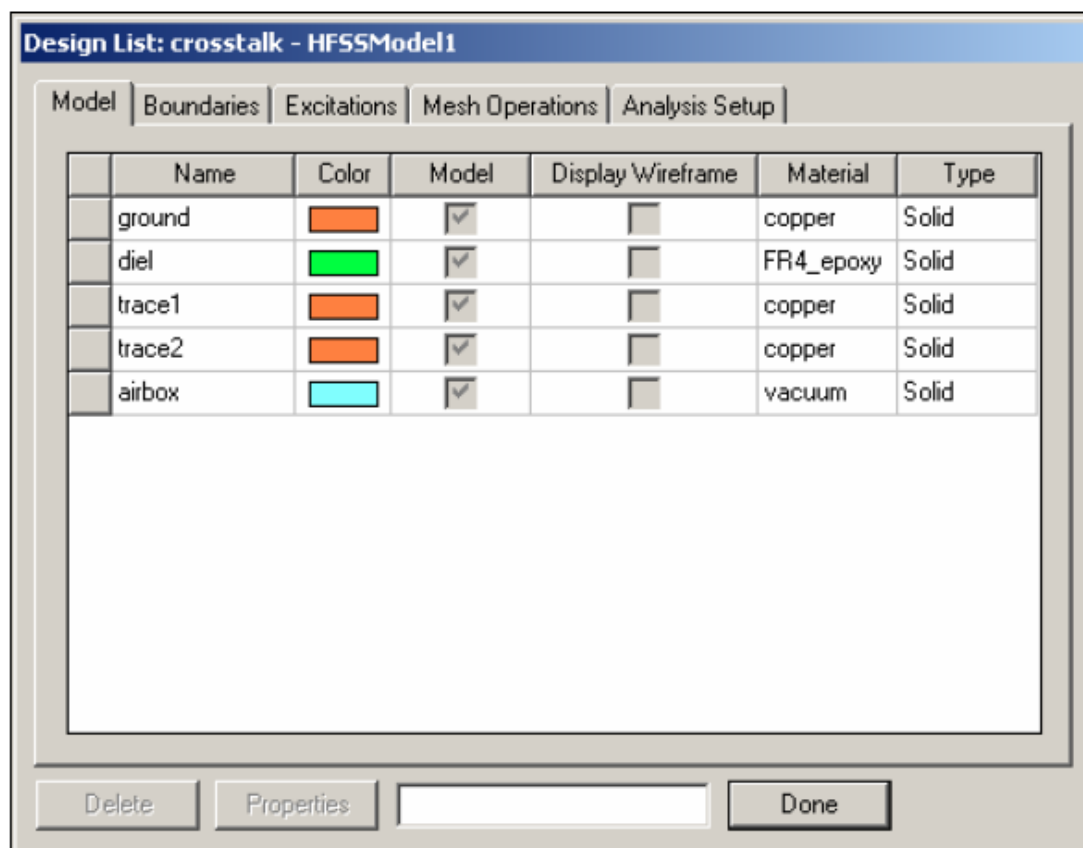 Design List: crosstalk - HFSSModel1
Model Boundaries Excitations Mesh Operations Analysis Setup
Name Color Model Display Wireframe Material Type
ground copper Solid
diel FR4_epoxy Solid
trace1 copper Solid
trace2 copper Solid
airbox vacuum Solid
Delete Properties Done